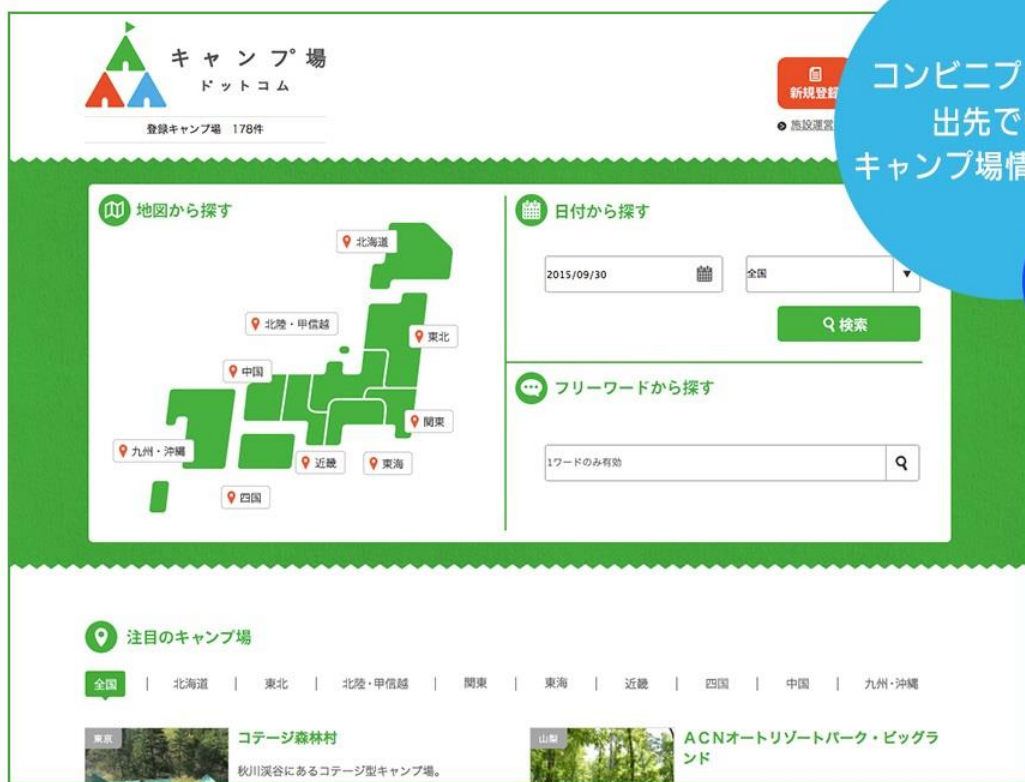 キャンプ場
ドットコム
登録キャンプ場 178件
新規登録
施設運営
コンビニプ
出先で
キャンプ場情
地図から探す
北海道
北陸・甲信越
東北
中国
関東
九州・沖縄
近畿
東海
四国
日付から探す
2015/09/30
全国
検索
フリーワードから探す
1ワードのみ有効
注目のキャンプ場
全国 | 北海道 | 東北 | 北陸・甲信越 | 関東 | 東海 | 近畿 | 四国 | 中国 | 九州・沖縄
東京
コテージ森林村
秋川渓谷にあるコテージ型キャンプ場。
山梨
ACNオートリゾートパーク・ビッグラ
ンド